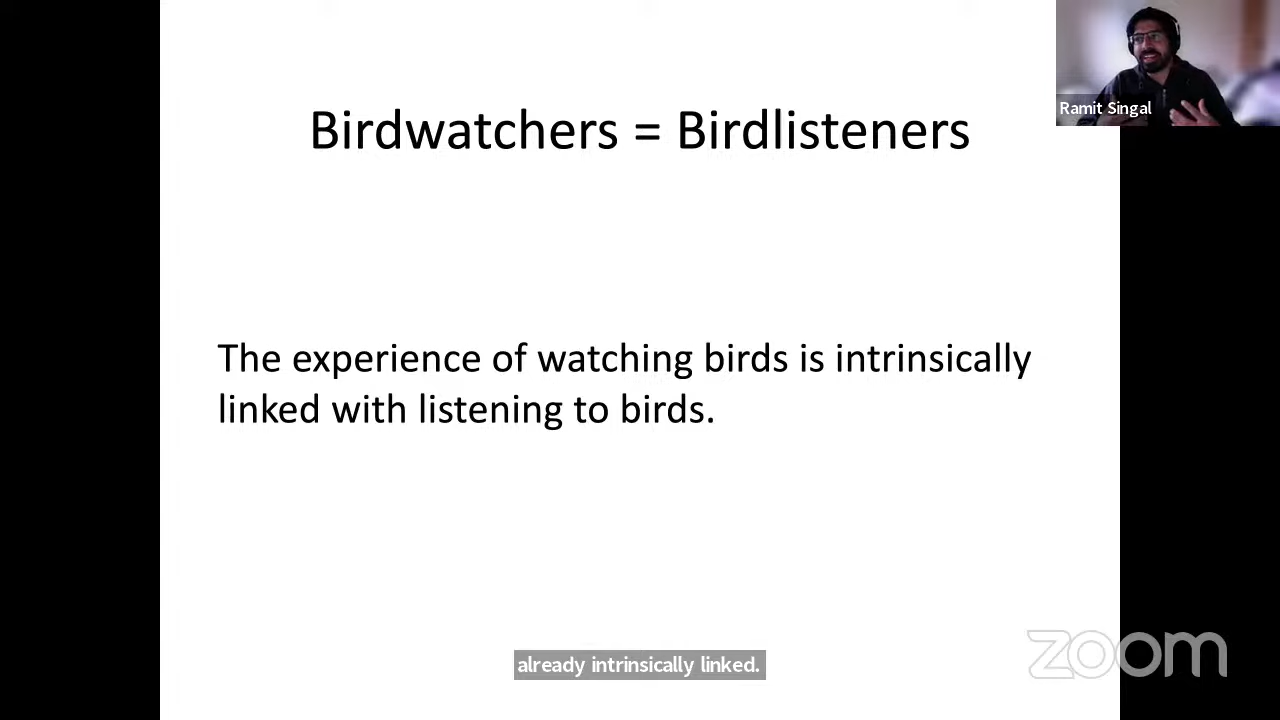 Birdwatchers = Birdlisteners
Ramit Singal
The experience of watching birds is intrinsically
linked with listening to birds.
already intrinsically linked.
zoom